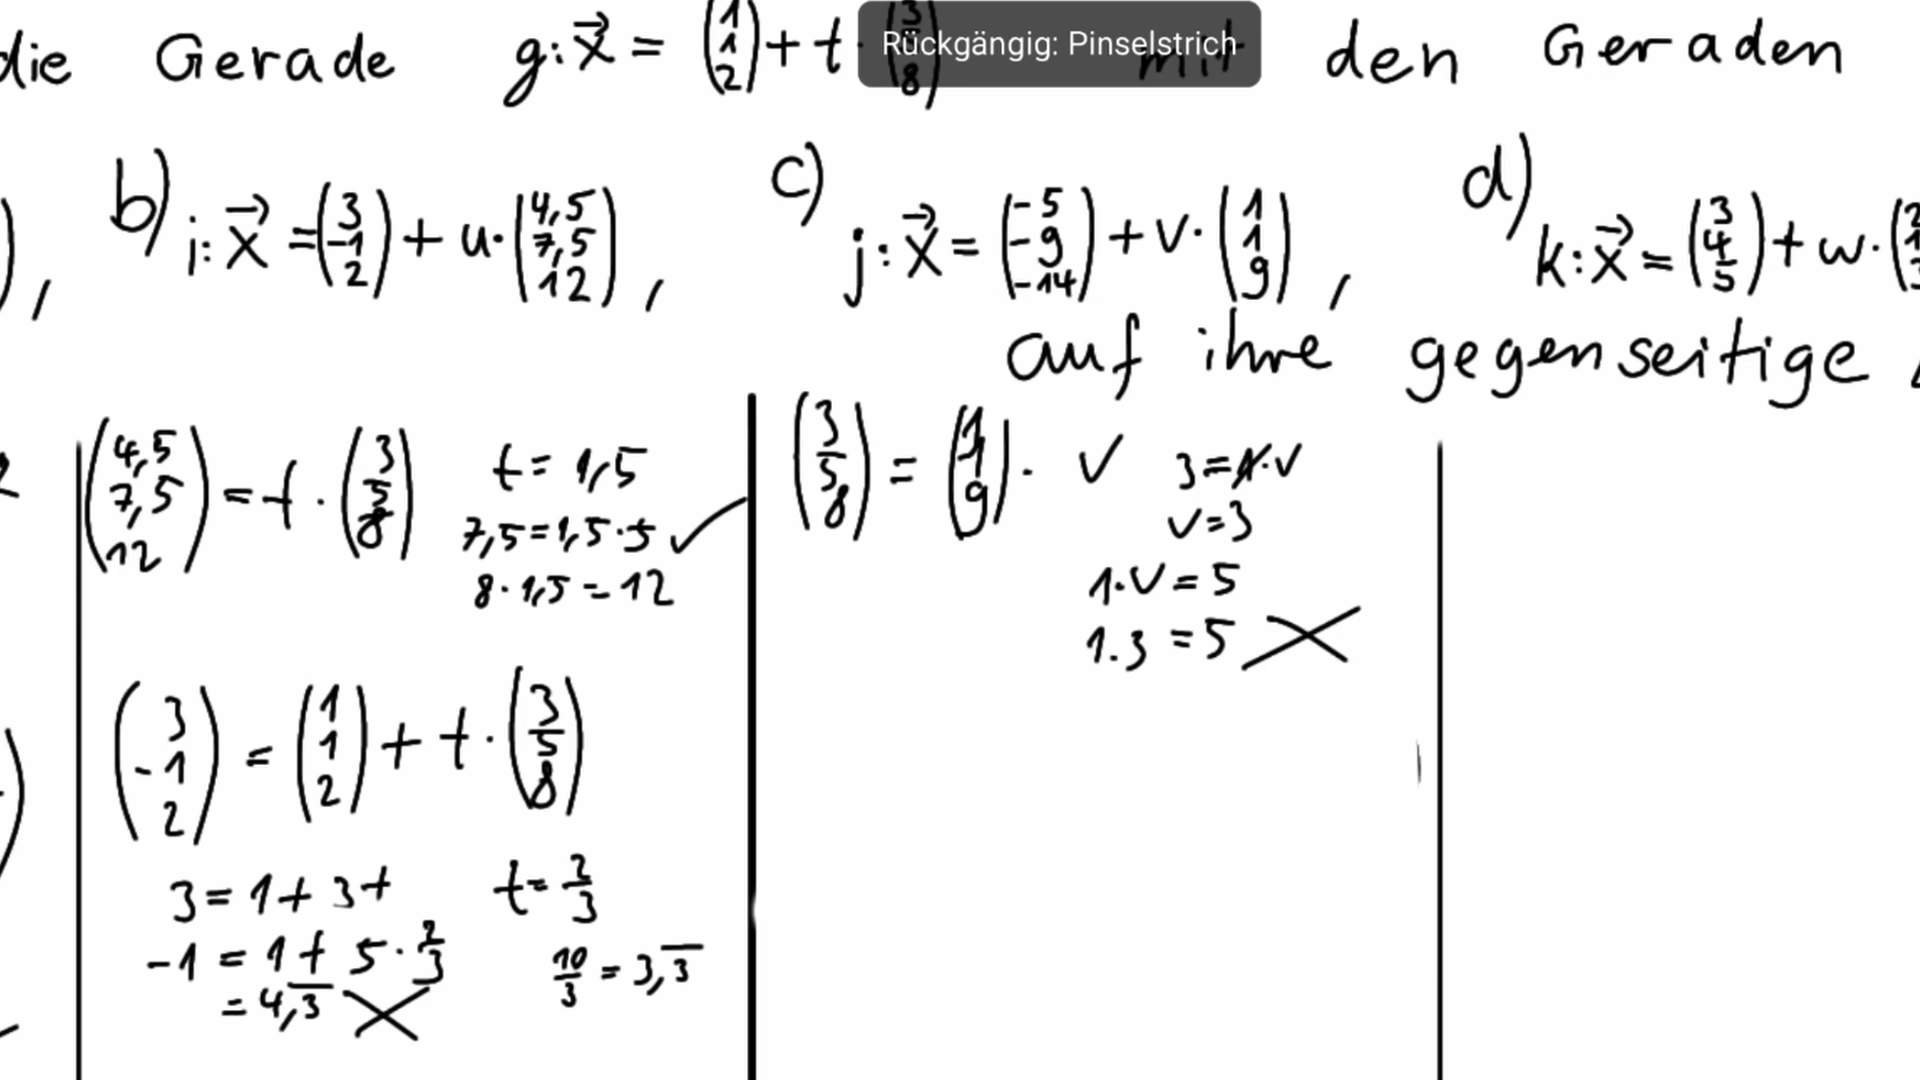 die Gerade g: x⃗ = (1 1 2) + t · (3 8) mit den Geraden
Rückgängig: Pinselstrich
b) i: x⃗ = (3 -1 2) + u · (4,5 7,5 12),
c) j: x⃗ = (-5 -9 -14) + v · (1 1 9),
d) k: x⃗ = (3 4 5) + w ·
auf ihre gegenseitige
(4,5 7,5 12) = t · (3 5 8)
t = 1,5
7,5 = 1,5 · 5 ✓
8 · 1,5 = 12
(3 -1 2) = (1 1 2) + t · (3 5 8)
3 = 1 + 3t
t = 2/3
-1 = 1 + 5 · 2/3
10/3 = 3,3̅
= 4,3̅
(3 5 8) = (1 1 9) · v
3 = 1 · v
v = 3
1 · v = 5
1 . 3 = 5